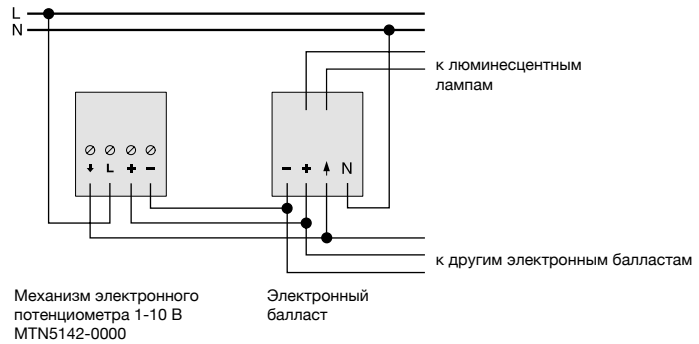 L
N
к люминесцентным
лампам
L + −
− + N
к другим электронным балластам
Механизм электронного
потенциометра 1-10 В
MTN5142-0000
Электронный
балласт